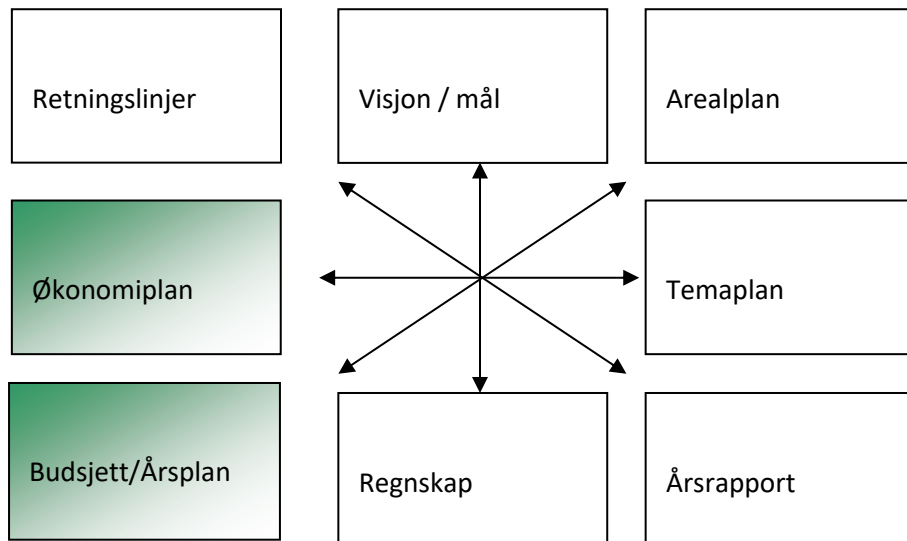 Retningslinjer
Visjon / mål
Arealplan
Økonomiplan
Temaplan
Budsjett/Årsplan
Regnskap
Årsrapport